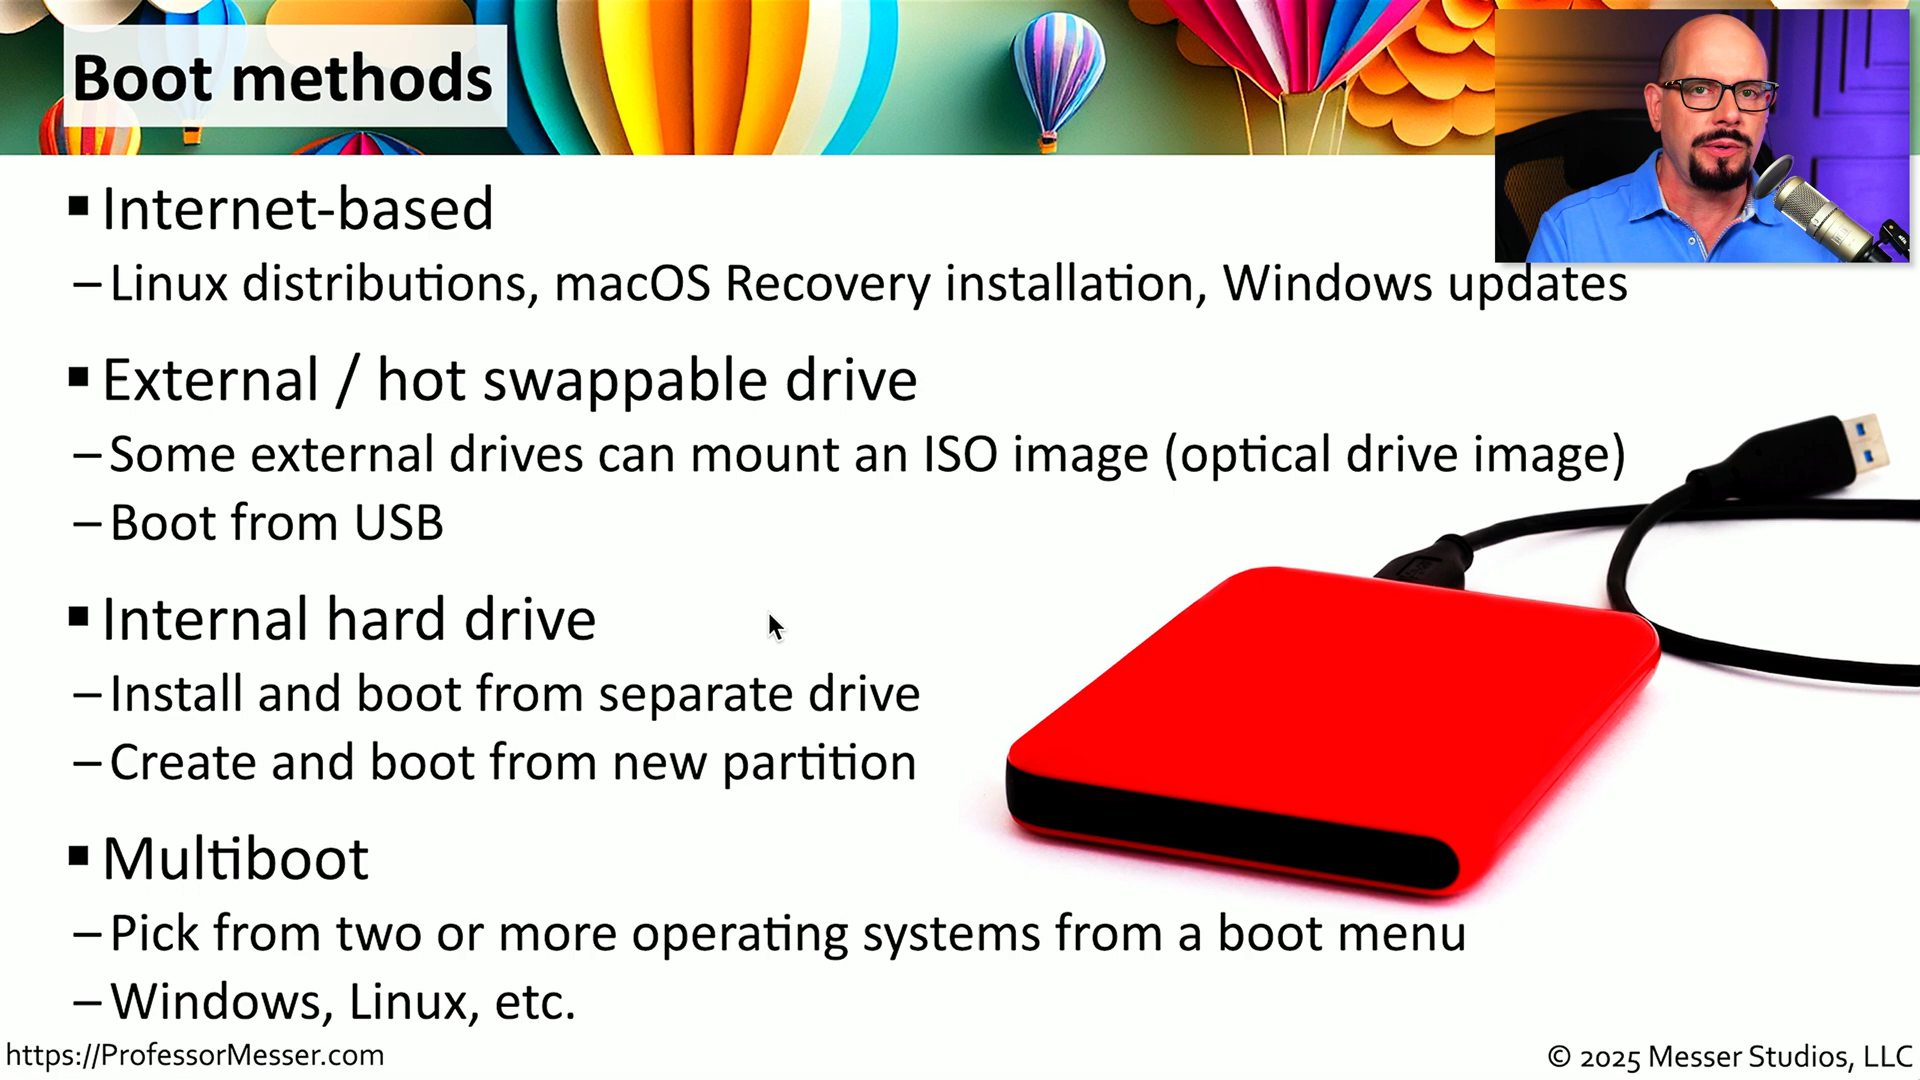 Boot methods
▪ Internet-based
– Linux distributions, macOS Recovery installation, Windows updates
▪ External / hot swappable drive
– Some external drives can mount an ISO image (optical drive image)
– Boot from USB
▪ Internal hard drive
– Install and boot from separate drive
– Create and boot from new partition
▪ Multiboot
– Pick from two or more operating systems from a boot menu
– Windows, Linux, etc.
https://ProfessorMesser.com
© 2025 Messer Studios, LLC